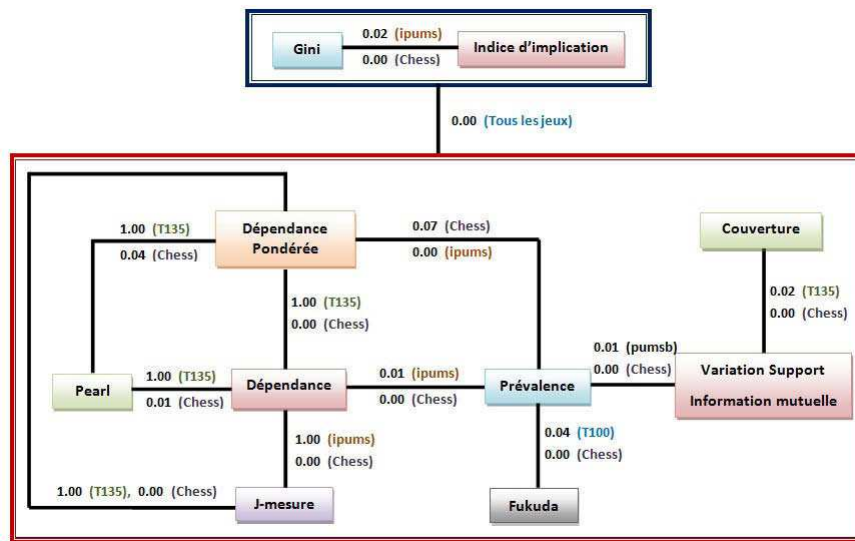 0.02 (ipums)
Gini
Indice d'implication
0.00 (Chess)
0.00 (Tous les jeux)
1.00 (T135)
0.04 (Chess)
Dépendance
Pondérée
0.07 (Chess)
0.00 (ipums)
Couverture
1.00 (T135)
0.00 (Chess)
0.02 (T135)
0.00 (Chess)
Pearl
1.00 (T135)
0.01 (Chess)
Dépendance
0.01 (ipums)
0.00 (Chess)
Prévalence
0.01 (pumsb)
0.00 (Chess)
Variation Support
Information mutuelle
1.00 (ipums)
0.00 (Chess)
0.04 (T100)
0.00 (Chess)
1.00 (T135), 0.00 (Chess)
J-mesure
Fukuda